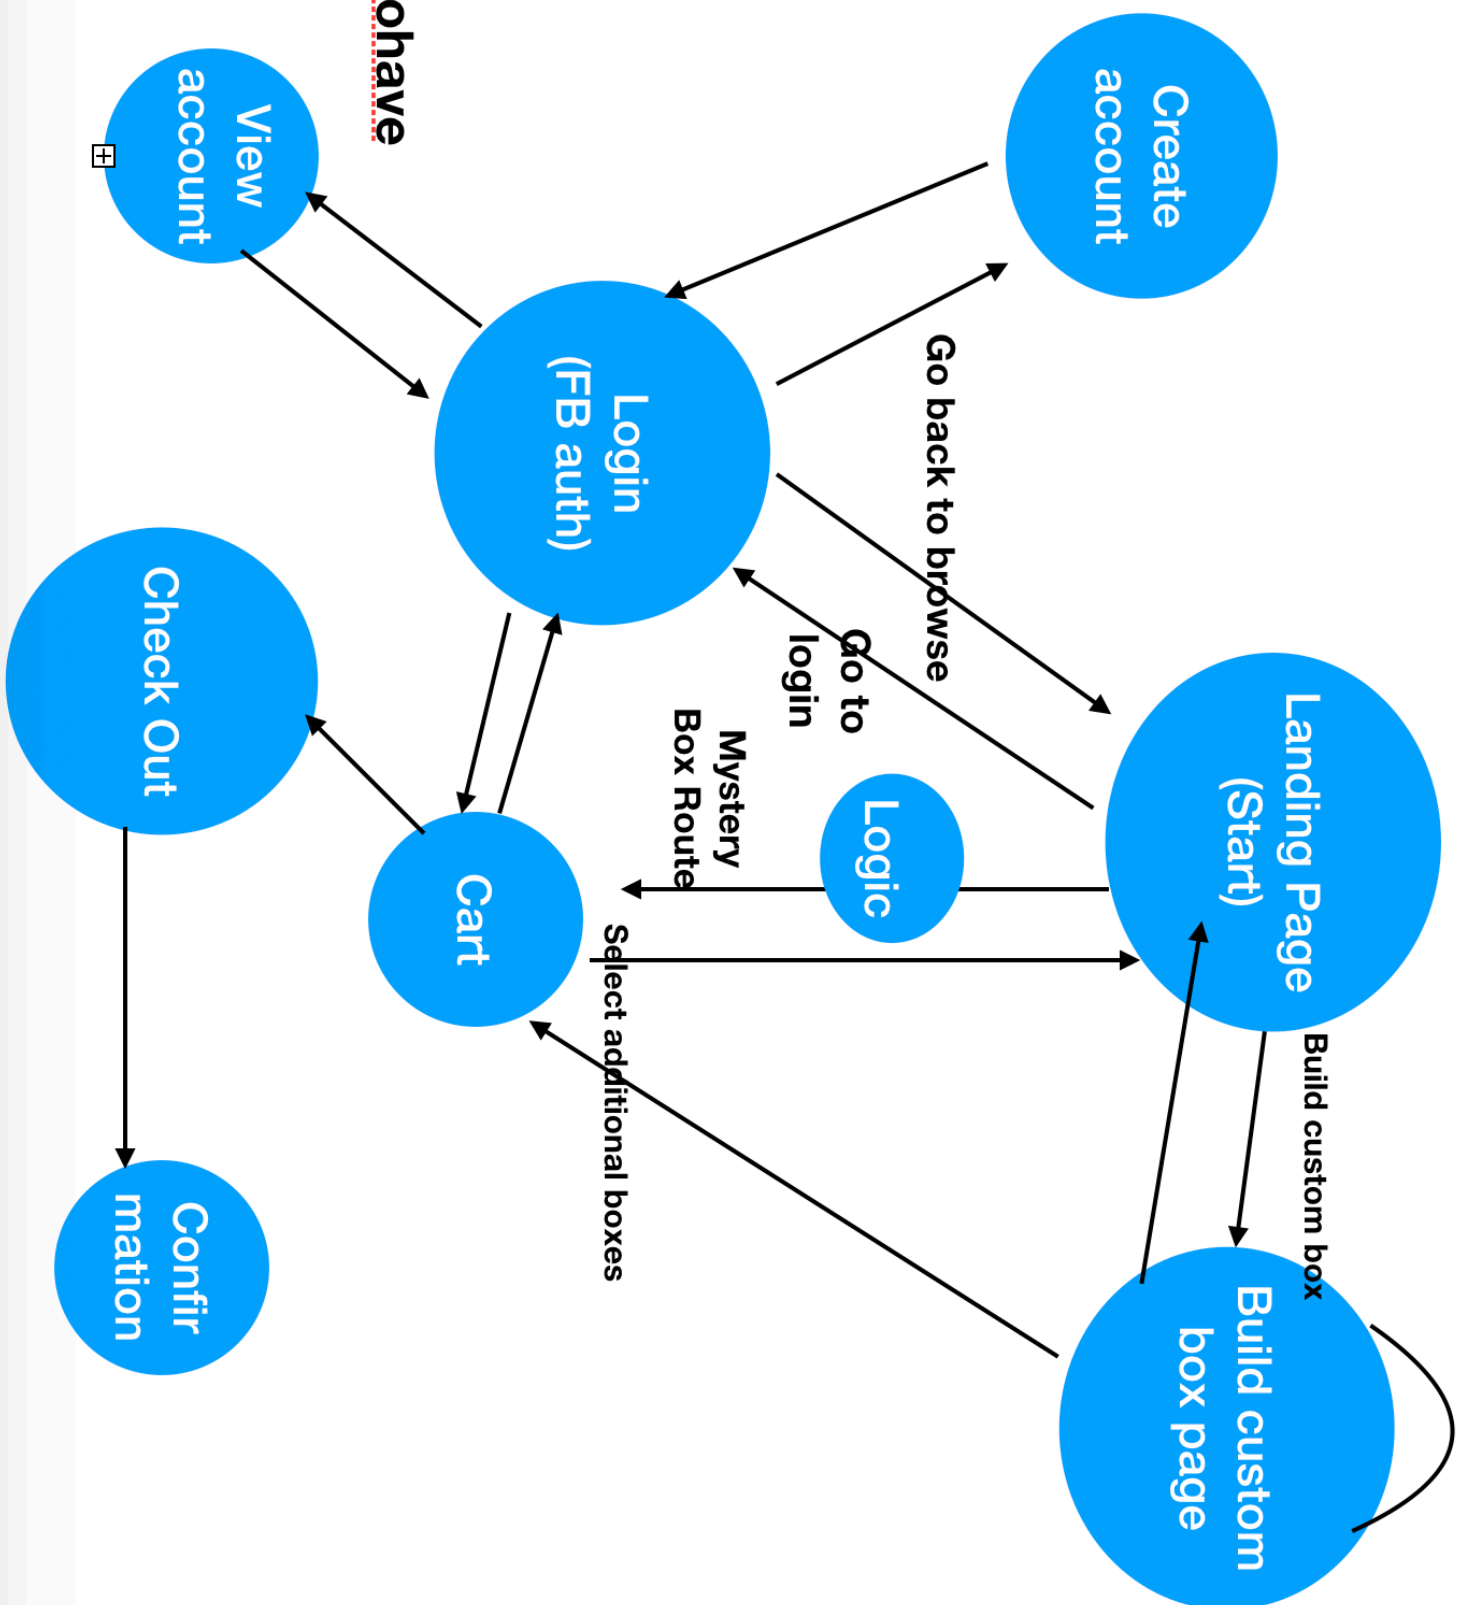 Landing Page
(Start)
Build custom box
Build custom
box page
Create
account
Go back to browse
Go to
login
Logic
Mystery
Box Route
Select additional boxes
Login
(FB auth)
Cart
ohave
View
account
Check Out
Confir
mation